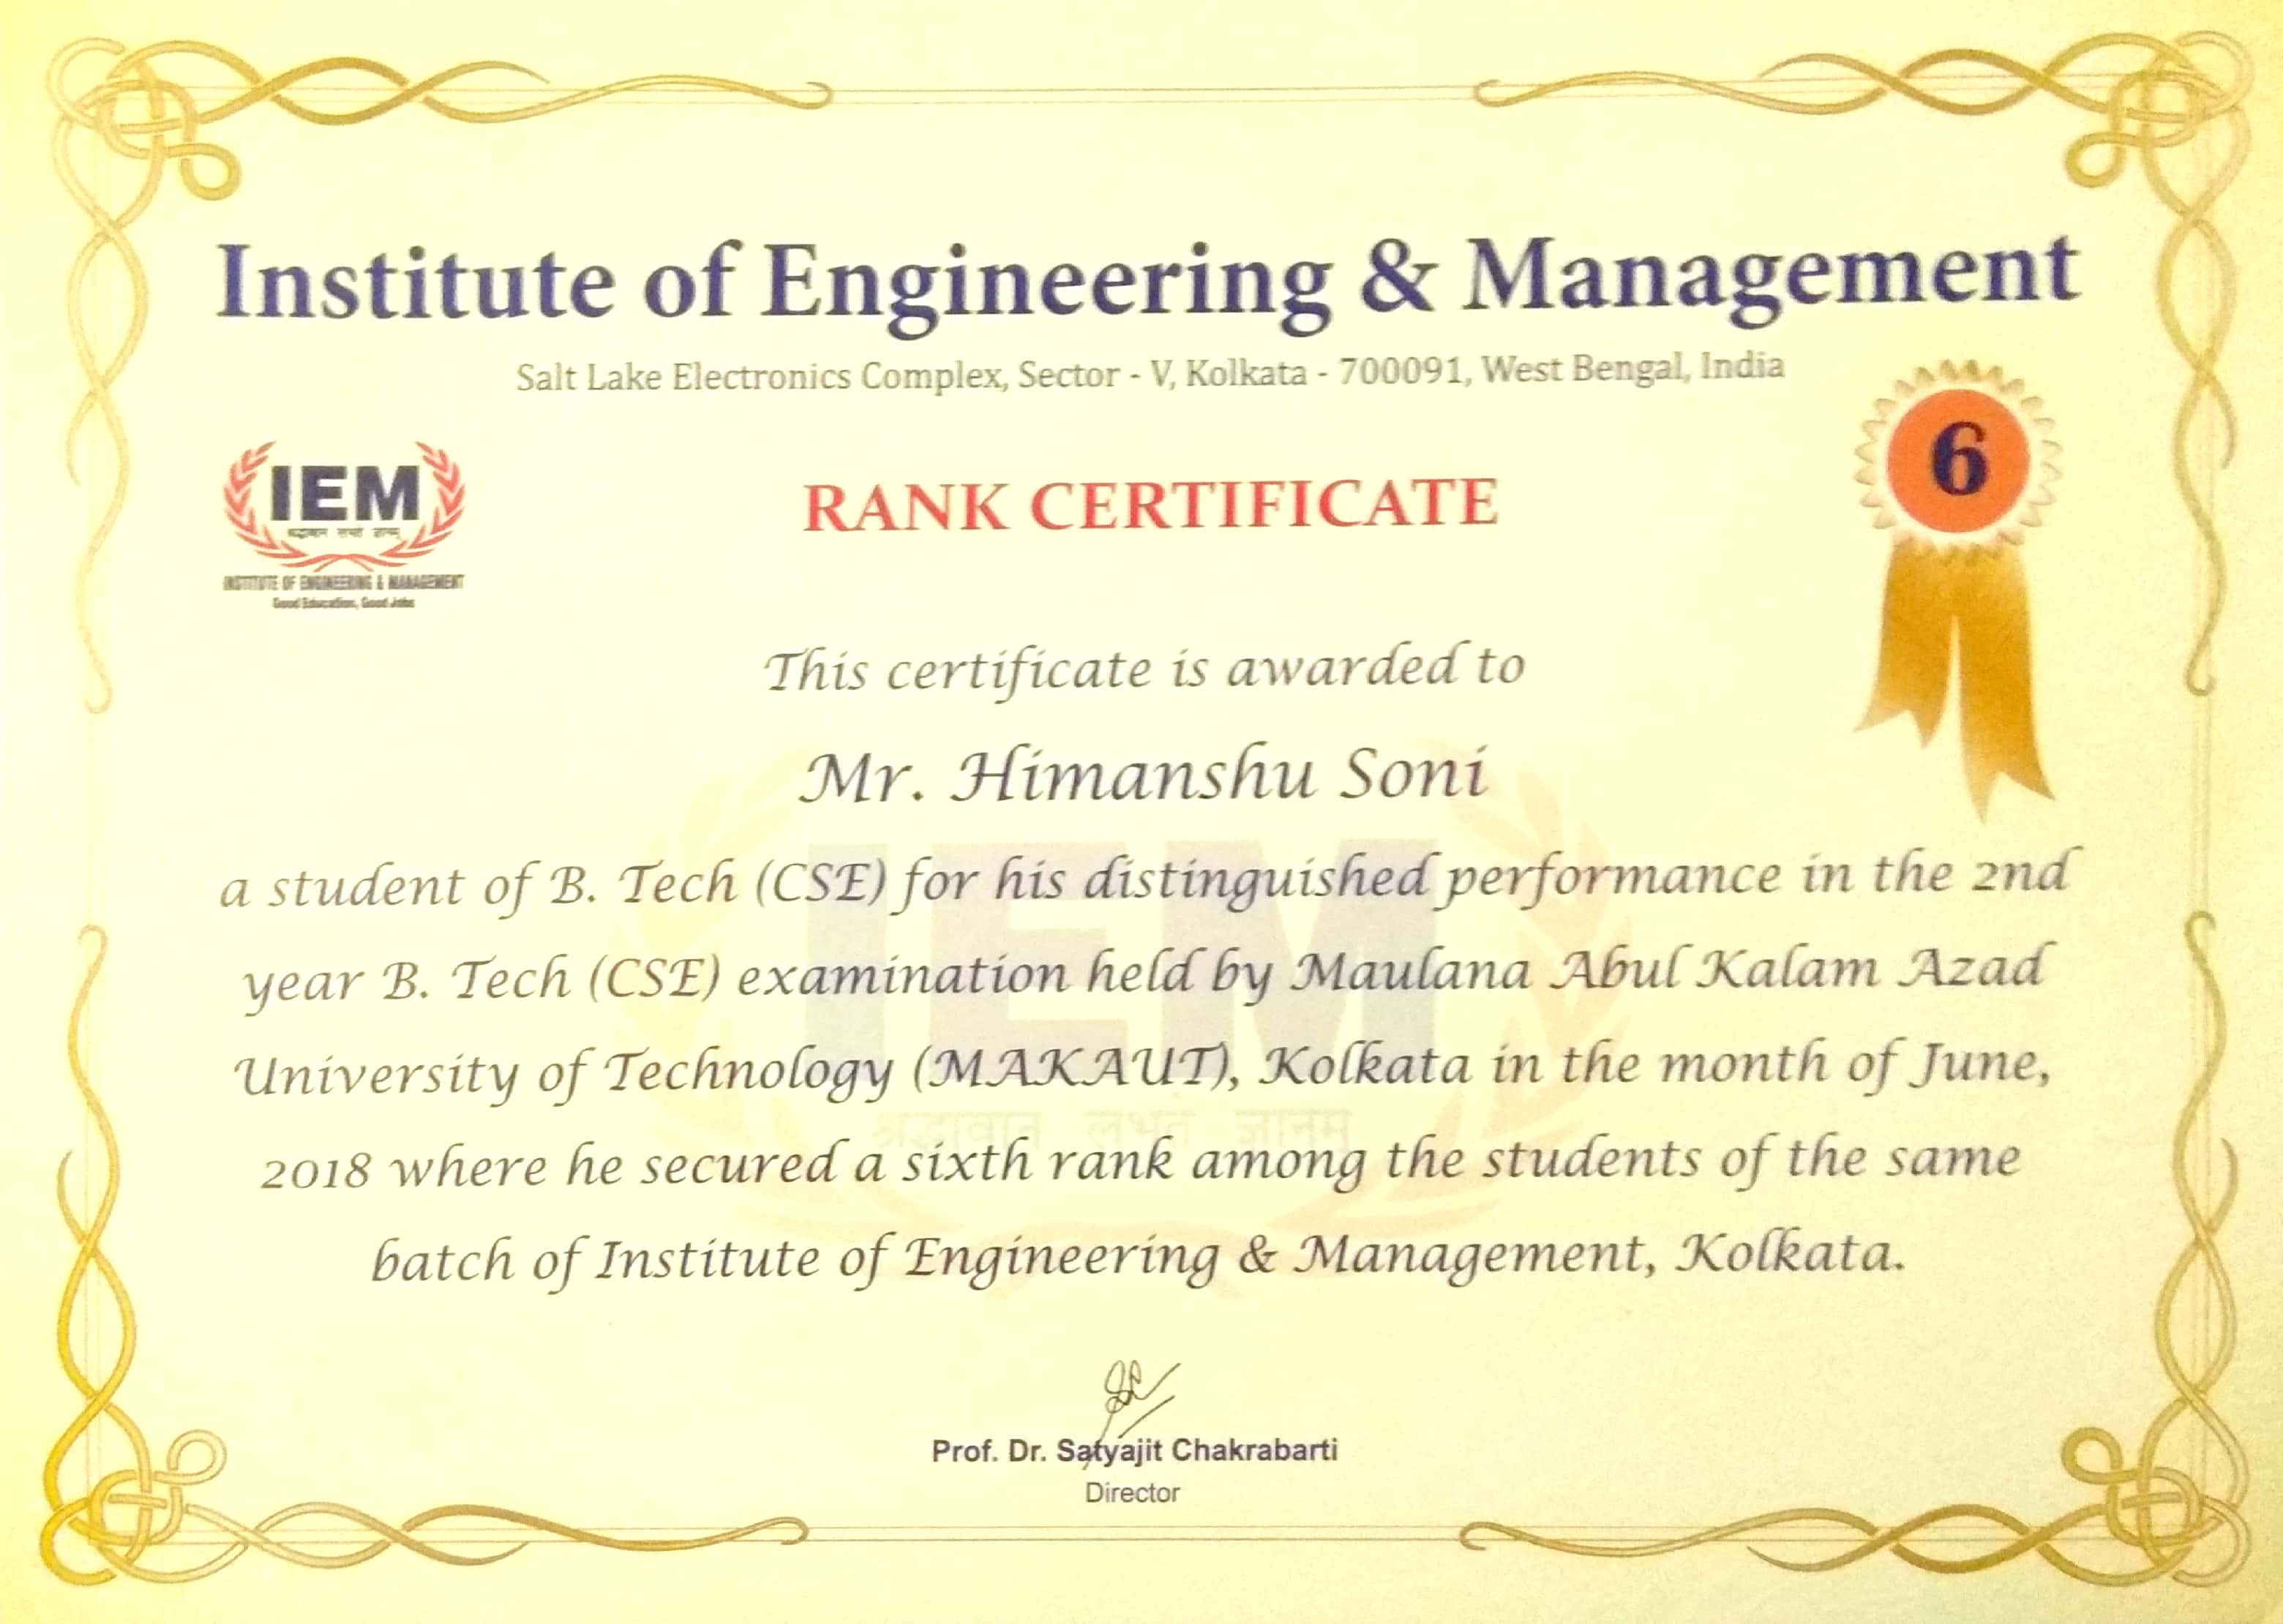 Institute of Engineering & Management
Salt Lake Electronics Complex, Sector - V, Kolkata - 700091, West Bengal, India
6
IEM
श्रद्धावान लभते ज्ञानम्
INSTITUTE OF ENGINEERING & MANAGEMENT
Good Education, Good Jobs
RANK CERTIFICATE
This certificate is awarded to
Mr. Himanshu Soni
a student of B. Tech (CSE) for his distinguished performance in the 2nd
year B. Tech (CSE) examination held by Maulana Abul Kalam Azad
University of Technology (MAKAUT), Kolkata in the month of June,
2018 where he secured a sixth rank among the students of the same
batch of Institute of Engineering & Management, Kolkata.
IEM
श्रद्धावान लभते ज्ञानम
Prof. Dr. Satyajit Chakrabarti
Director